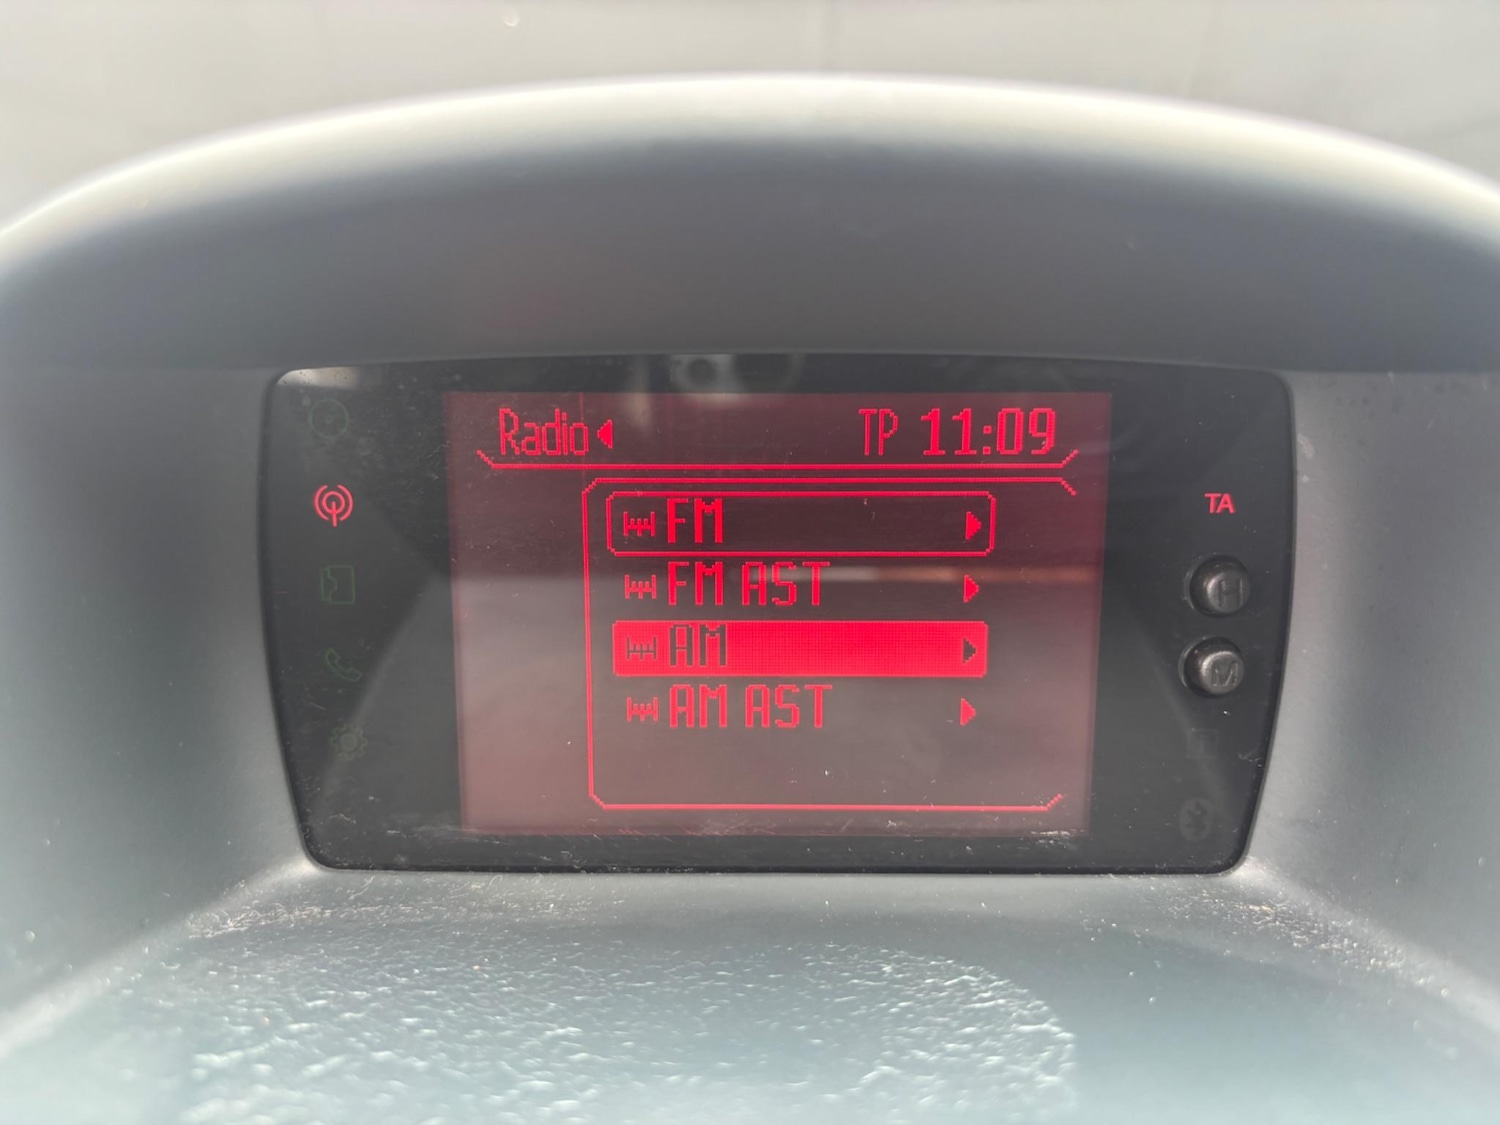 Radio TP 11:09
TA
FM
FM AST
H
AM
M
AM AST